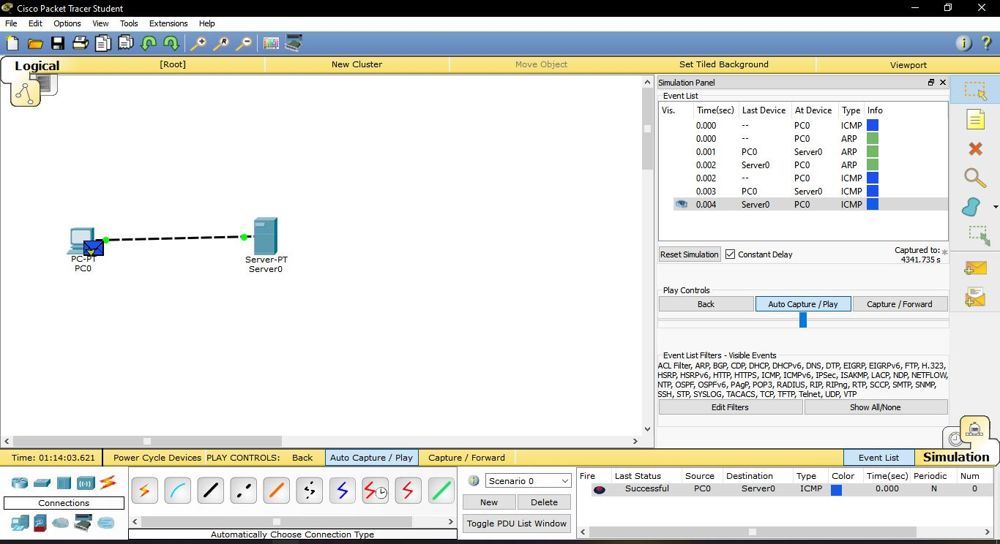 Cisco Packet Tracer Student
File Edit Options View Tools Extensions Help
Logical [Root] New Cluster Move Object Set Tiled Background Viewport
PC-PT
PC0
Server-PT
Server0
Simulation Panel
Event List
Vis. Time(sec) Last Device At Device Type Info
0.000 -- PC0 ICMP
0.000 -- PC0 ARP
0.001 PC0 Server0 ARP
0.002 Server0 PC0 ARP
0.002 -- PC0 ICMP
0.003 PC0 Server0 ICMP
0.004 Server0 PC0 ICMP
Reset Simulation Constant Delay Captured to: *
4341.735 s
Play Controls
Back Auto Capture / Play Capture / Forward
Event List Filters - Visible Events
ACL Filter, ARP, BGP, CDP, DHCP, DHCPv6, DNS, DTP, EIGRP, EIGRPv6, FTP, H.323,
HSRP, HSRPv6, HTTP, HTTPS, ICMP, ICMPv6, IPSec, ISAKMP, LACP, NDP, NETFLOW,
NTP, OSPF, OSPFv6, PAgP, POP3, RADIUS, RIP, RIPng, RTP, SCCP, SMTP, SNMP,
SSH, STP, SYSLOG, TACACS, TCP, TFTP, Telnet, UDP, VTP
Edit Filters Show All/None
Time: 01:14:03.621 Power Cycle Devices PLAY CONTROLS: Back Auto Capture / Play Capture / Forward Event List Simulation
Connections
Automatically Choose Connection Type
Scenario 0
New Delete
Toggle PDU List Window
Fire Last Status Source Destination Type Color Time(sec) Periodic Num
Successful PC0 Server0 ICMP 0.000 N 0